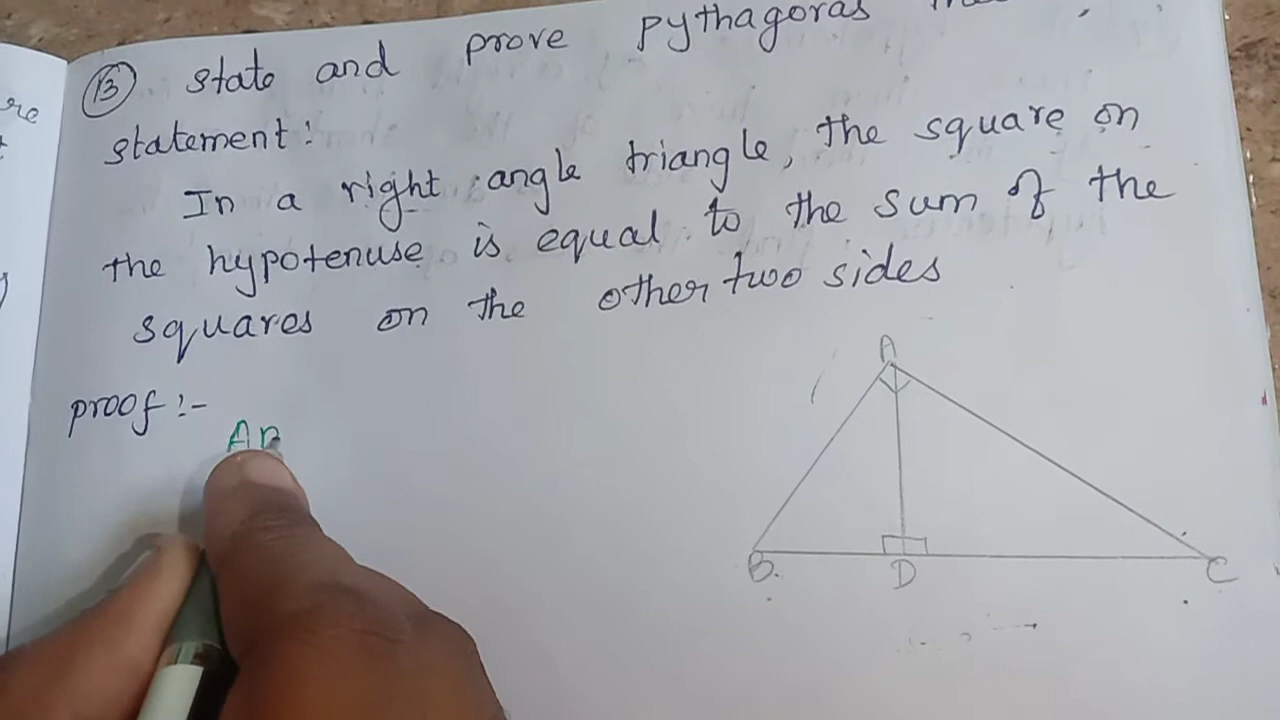 13 state and prove pythagoras
statement:
In a right angle triangle, the square on
the hypotenuse is equal to the sum of the
squares on the other two sides
proof :-
A
B
D
C